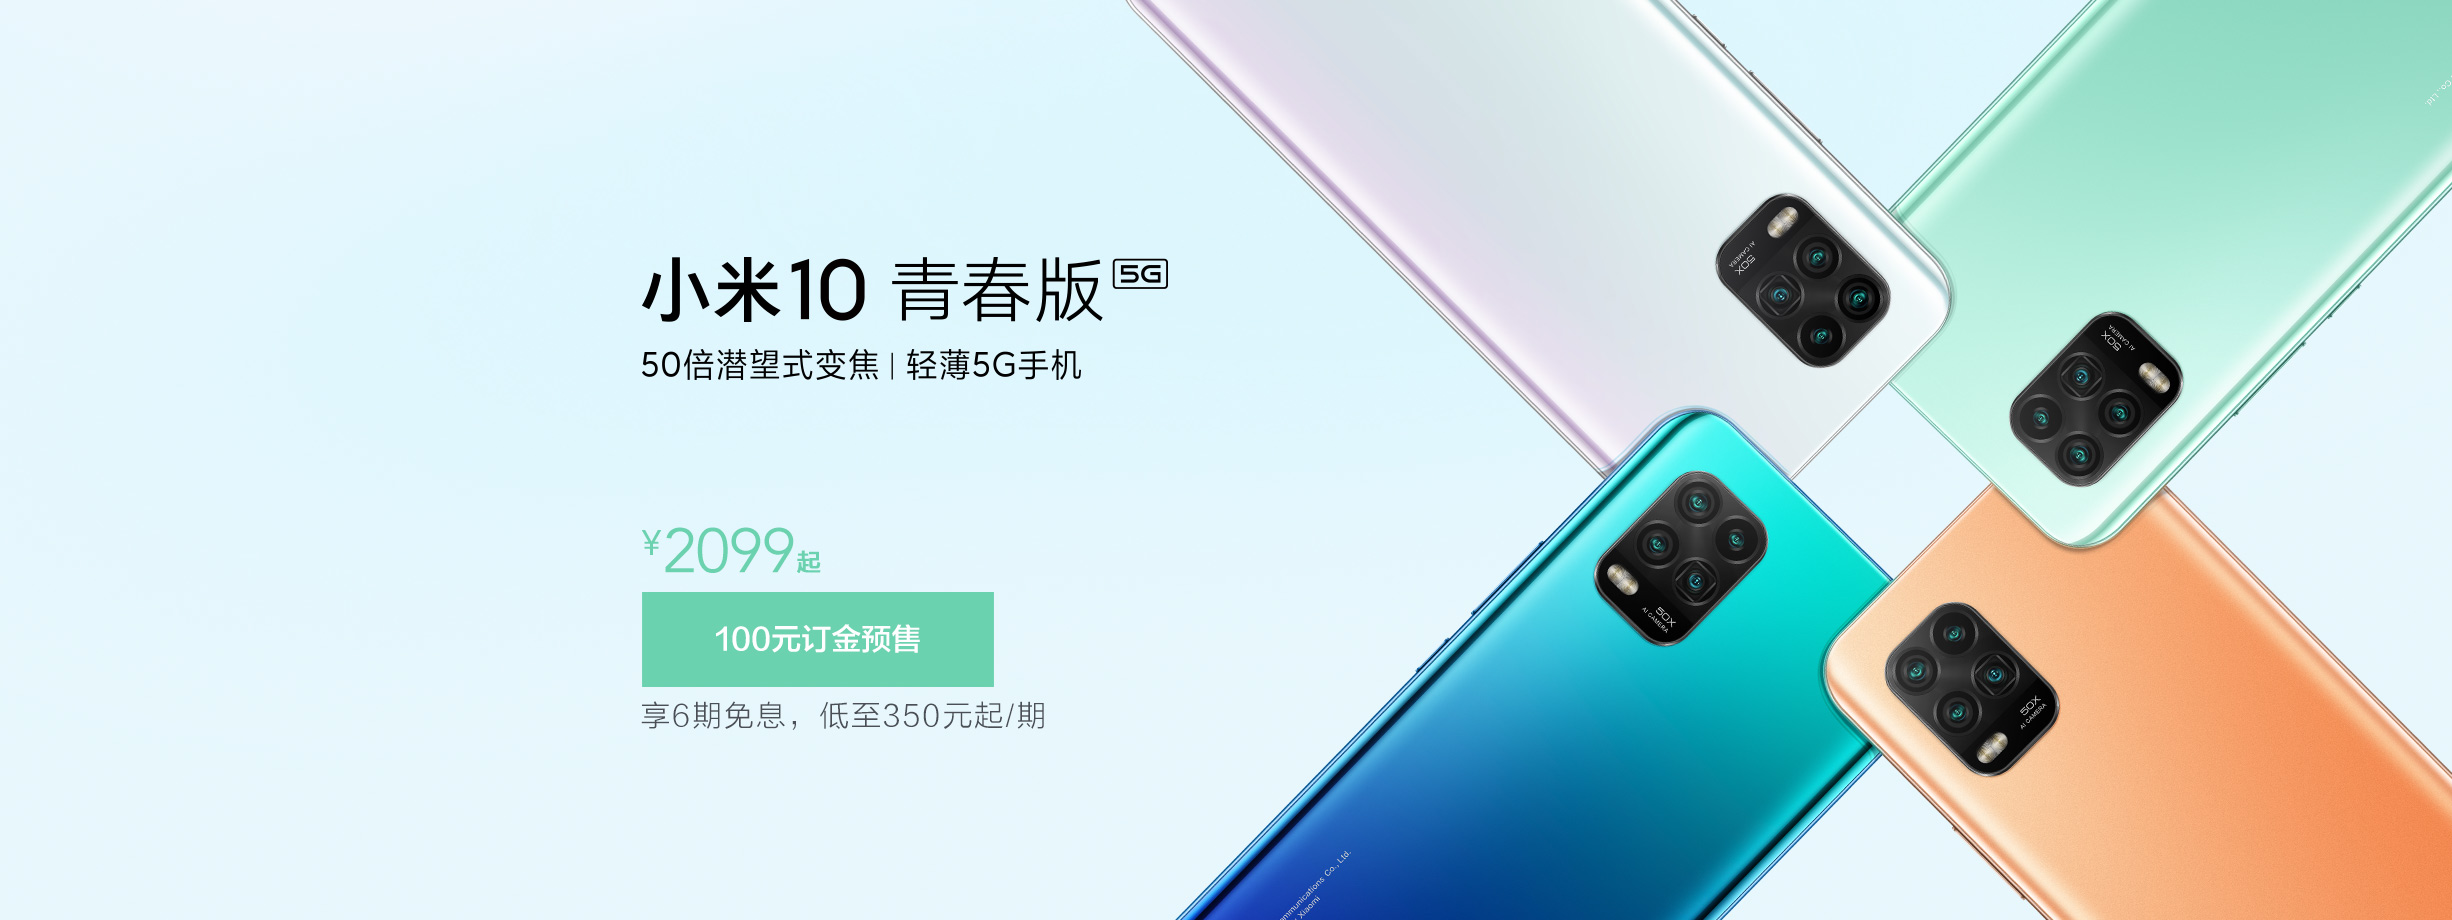 小米10 青春版 5G
50倍潜望式变焦 | 轻薄5G手机
¥2099起
100元订金预售
享6期免息，低至350元起/期
50X
AI CAMERA
50X
AI CAMERA
50X
AI CAMERA
50X
AI CAMERA
Co., Ltd.
Co., Ltd.
Xiaomi